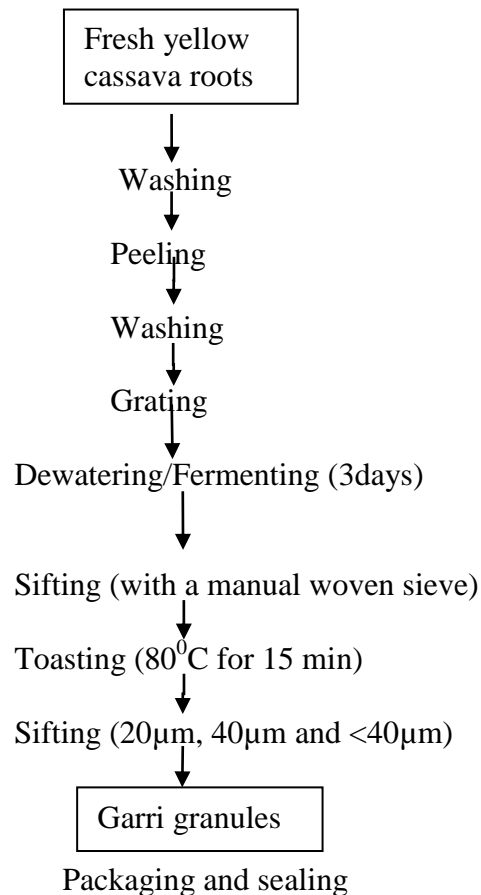 Fresh yellow
cassava roots
Washing
Peeling
Washing
Grating
Dewatering/Fermenting (3days)
Sifting (with a manual woven sieve)
Toasting (80⁰C for 15 min)
Sifting (20µm, 40µm and <40µm)
Garri granules
Packaging and sealing